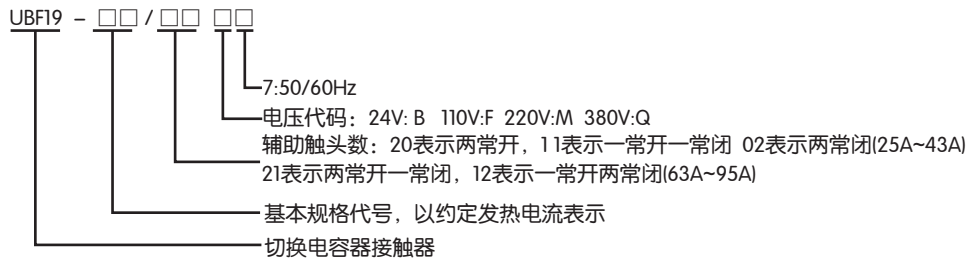 UBF19 – □□ / □□ □□
7:50/60Hz
电压代码：24V: B 110V:F 220V:M 380V:Q
辅助触头数：20表示两常开，11表示一常开一常闭 02表示两常闭(25A~43A)
21表示两常开一常闭，12表示一常开两常闭(63A~95A)
基本规格代号，以约定发热电流表示
切换电容器接触器